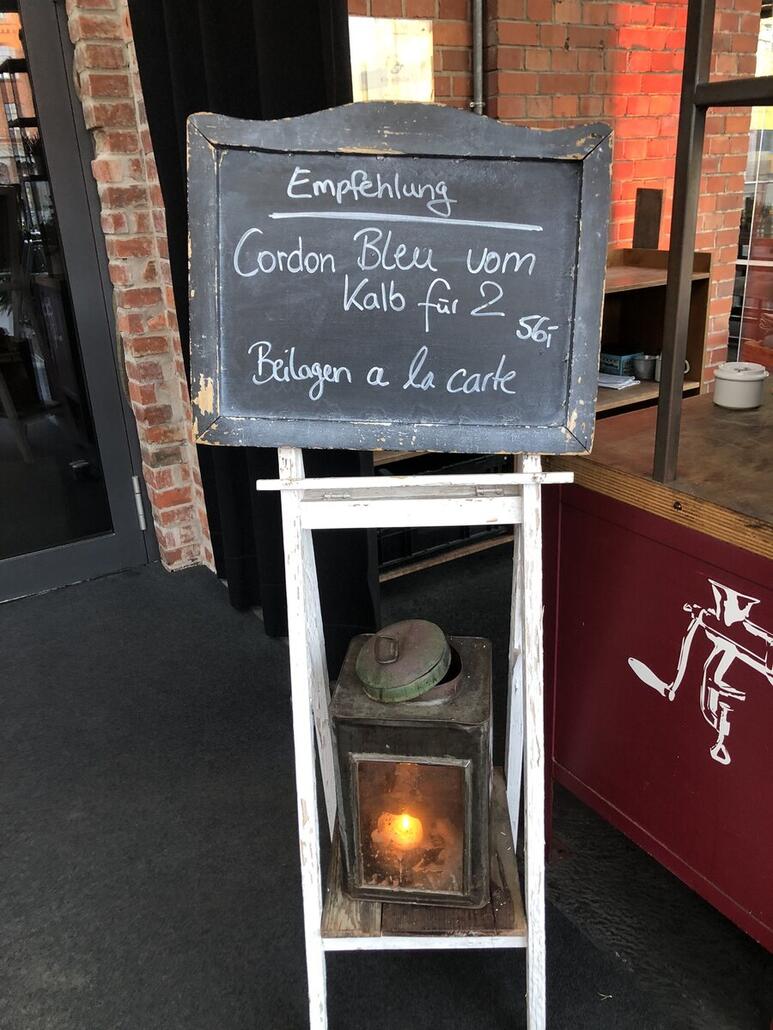 Empfehlung
Cordon Bleu vom
Kalb für 2
56,-
Beilagen a la carte